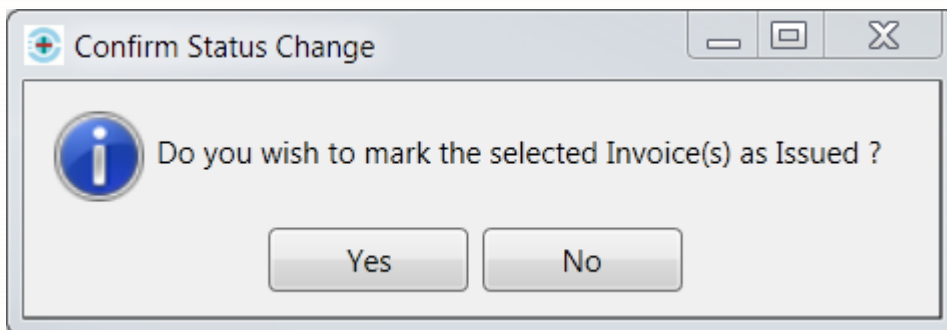 Confirm Status Change
Do you wish to mark the selected Invoice(s) as Issued ?
Yes
No